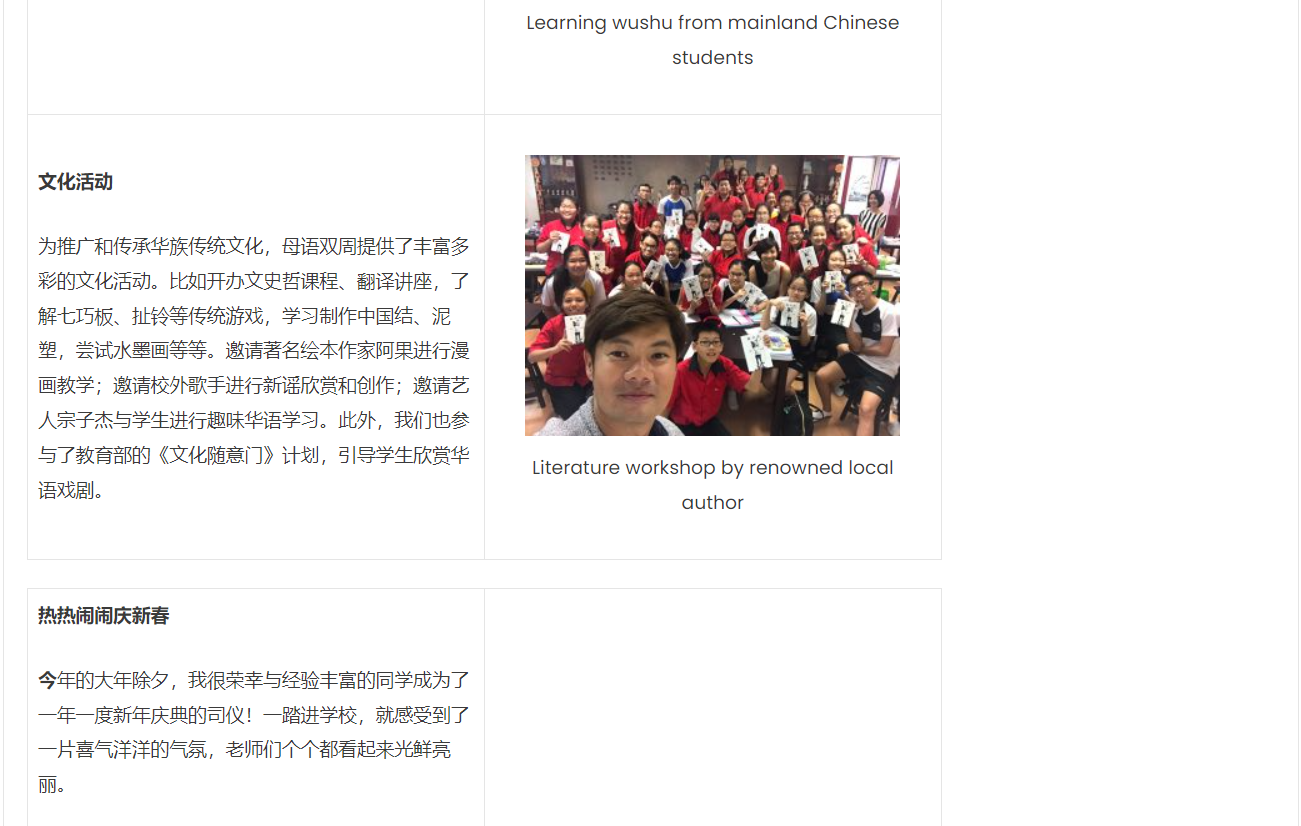 Learning wushu from mainland Chinese
students
文化活动
为推广和传承华族传统文化，母语双周提供了丰富多
彩的文化活动。比如开办文史哲课程、翻译讲座，了
解七巧板、扯铃等传统游戏，学习制作中国结、泥
塑，尝试水墨画等等。邀请著名绘本作家阿果进行漫
画教学；邀请校外歌手进行新谣欣赏和创作；邀请艺
人宗子杰与学生进行趣味华语学习。此外，我们也参
与了教育部的《文化随意门》计划，引导学生欣赏华
语戏剧。
Literature workshop by renowned local
author
热热闹闹庆新春
今年的大年除夕，我很荣幸与经验丰富的同学成为了
一年一度新年庆典的司仪！一踏进学校，就感受到了
一片喜气洋洋的气氛，老师们个个都看起来光鲜亮
丽。